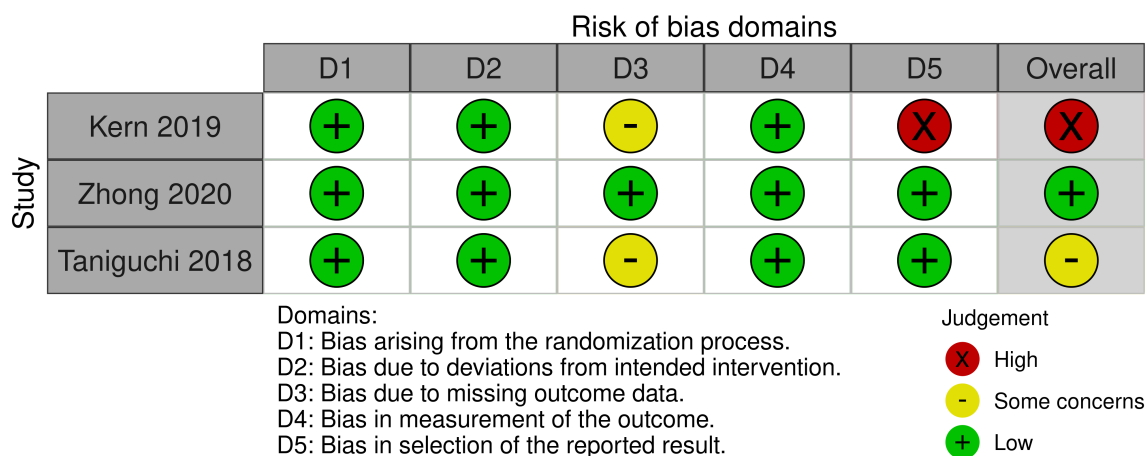 Risk of bias domains
D1 D2 D3 D4 D5 Overall
Study
Kern 2019 + + - + X X
Zhong 2020 + + + + + +
Taniguchi 2018 + + - + + -
Domains:
D1: Bias arising from the randomization process.
D2: Bias due to deviations from intended intervention.
D3: Bias due to missing outcome data.
D4: Bias in measurement of the outcome.
D5: Bias in selection of the reported result.
Judgement
X High
- Some concerns
+ Low